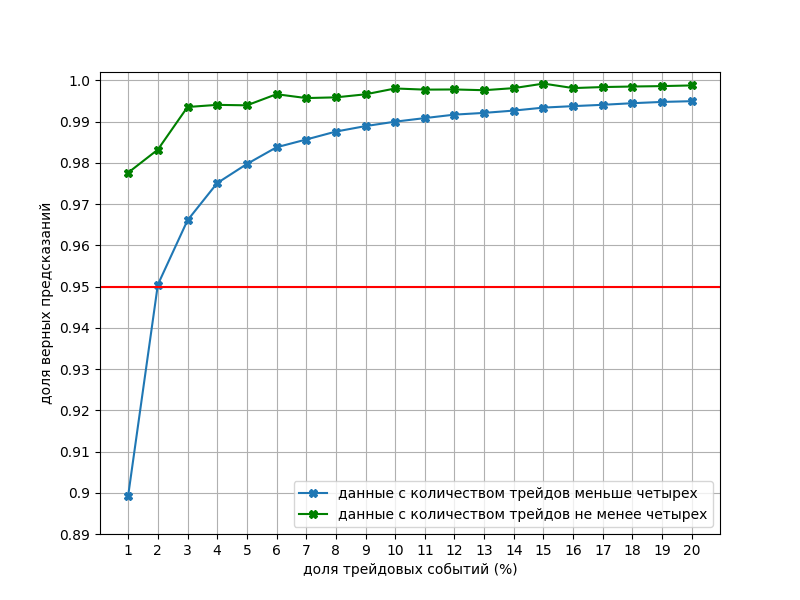 1.0
0.99
0.98
0.97
0.96
0.95
0.94
0.93
0.92
0.91
0.9
0.89
доля верных предсказаний
данные с количеством трейдов меньше четырех
данные с количеством трейдов не менее четырех
1 2 3 4 5 6 7 8 9 10 11 12 13 14 15 16 17 18 19 20
доля трейдовых событий (%)